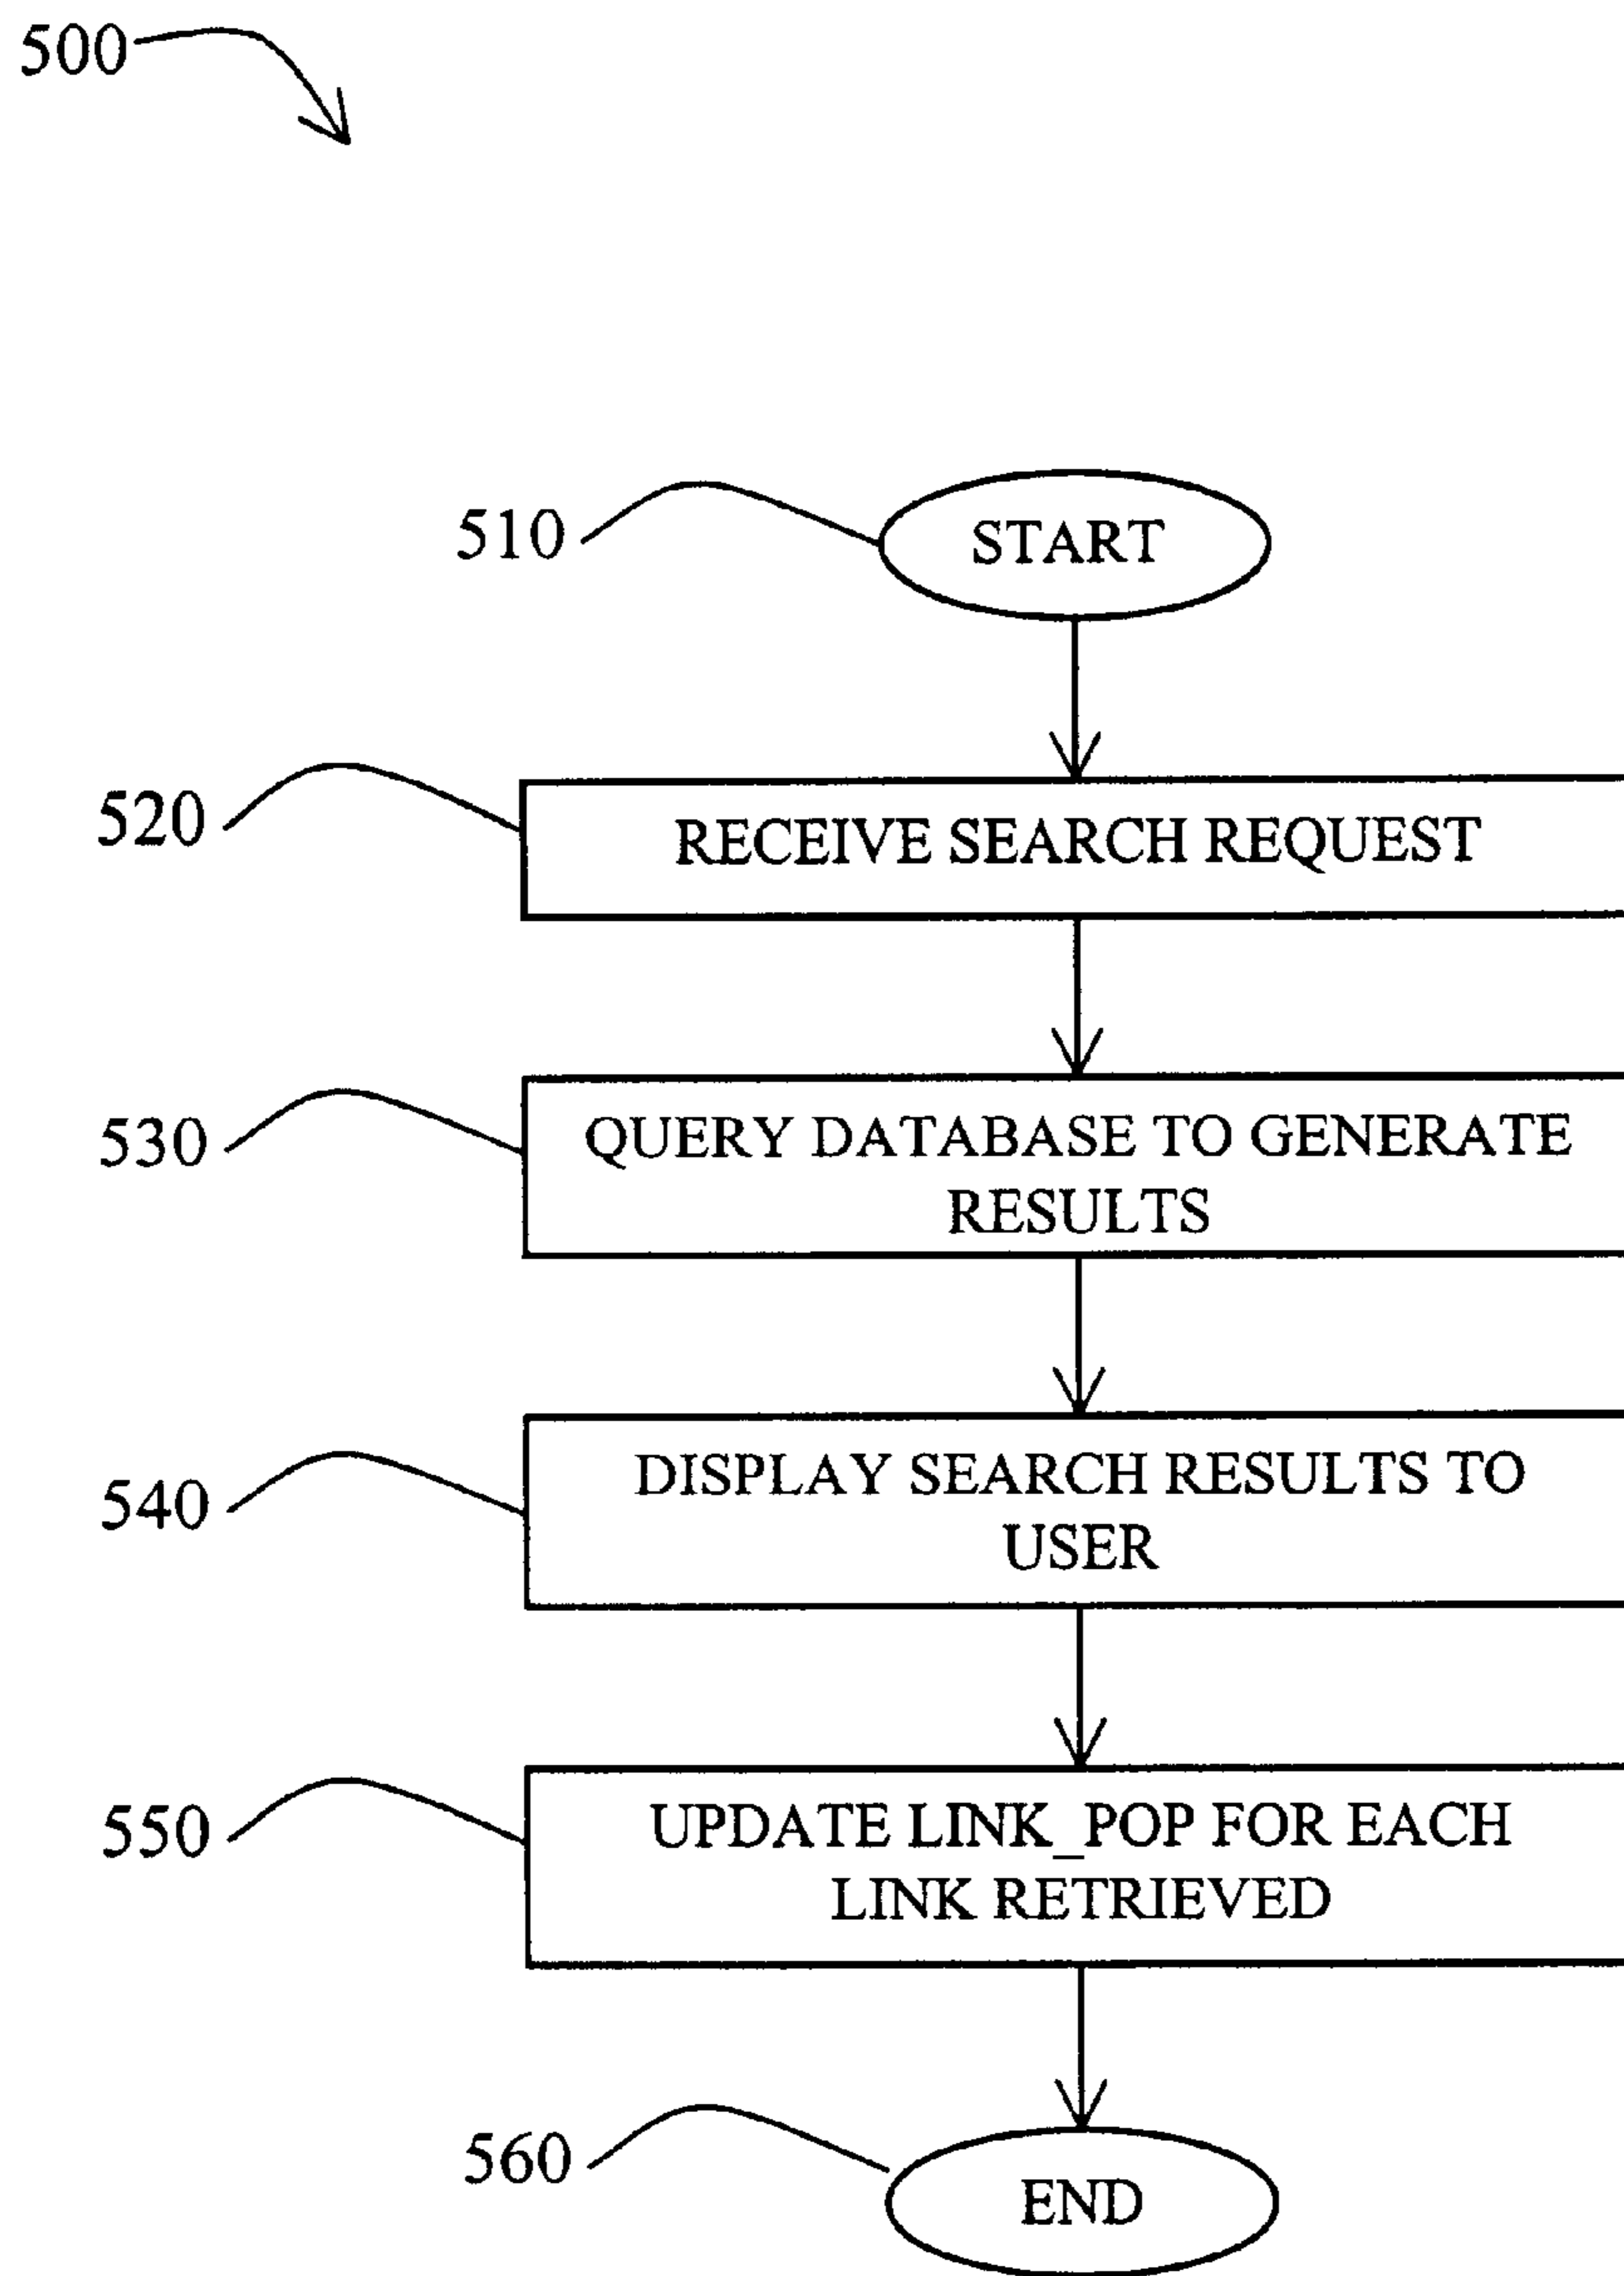 500
510
START
520
RECEIVE SEARCH REQUEST
530
QUERY DATABASE TO GENERATE
RESULTS
540
DISPLAY SEARCH RESULTS TO
USER
550
UPDATE LINK_POP FOR EACH
LINK RETRIEVED
560
END